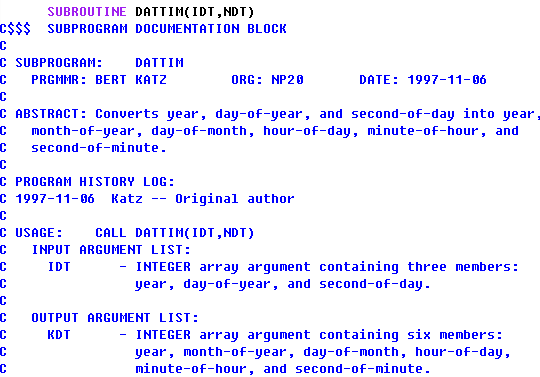 SUBROUTINE DATTIM(IDT,NDT)
C$$$  SUBPROGRAM DOCUMENTATION BLOCK
C
C SUBPROGRAM:    DATTIM
C   PRGMMR: BERT KATZ        ORG: NP20       DATE: 1997-11-06
C
C ABSTRACT: Converts year, day-of-year, and second-of-day into year,
C   month-of-year, day-of-month, hour-of-day, minute-of-hour, and
C   second-of-minute.
C
C PROGRAM HISTORY LOG:
C 1997-11-06  Katz -- Original author
C
C USAGE:    CALL DATTIM(IDT,NDT)
C   INPUT ARGUMENT LIST:
C     IDT      - INTEGER array argument containing three members:
C                year, day-of-year, and second-of-day.
C
C   OUTPUT ARGUMENT LIST:
C     KDT      - INTEGER array argument containing six members:
C                year, month-of-year, day-of-month, hour-of-day,
C                minute-of-hour, and second-of-minute.